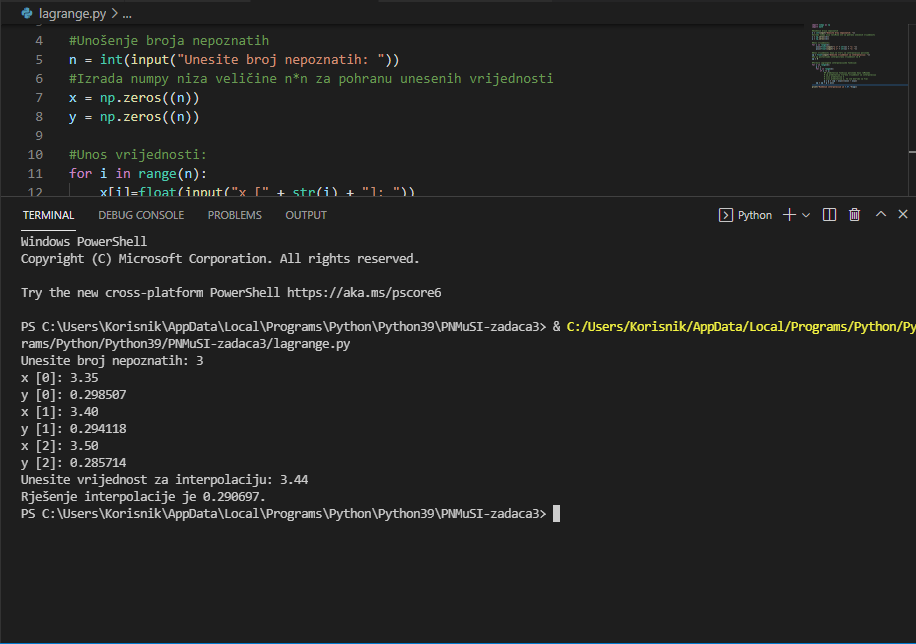 lagrange.py > ...
4 #Unošenje broja nepoznatih
5 n = int(input("Unesite broj nepoznatih: "))
6 #Izrada numpy niza veličine n*n za pohranu unesenih vrijednosti
7 x = np.zeros((n))
8 y = np.zeros((n))
9
10 #Unos vrijednosti:
11 for i in range(n):
12 x[i]=float(input("x [" + str(i) + "]: "))
TERMINAL DEBUG CONSOLE PROBLEMS OUTPUT Python
Windows PowerShell
Copyright (C) Microsoft Corporation. All rights reserved.
Try the new cross-platform PowerShell https://aka.ms/pscore6
PS C:\Users\Korisnik\AppData\Local\Programs\Python\Python39\PNMuSI-zadaca3> & C:/Users/Korisnik/AppData/Local/Programs/Python/Py
rams/Python/Python39/PNMuSI-zadaca3/lagrange.py
Unesite broj nepoznatih: 3
x [0]: 3.35
y [0]: 0.298507
x [1]: 3.40
y [1]: 0.294118
x [2]: 3.50
y [2]: 0.285714
Unesite vrijednost za interpolaciju: 3.44
Rješenje interpolacije je 0.290697.
PS C:\Users\Korisnik\AppData\Local\Programs\Python\Python39\PNMuSI-zadaca3>